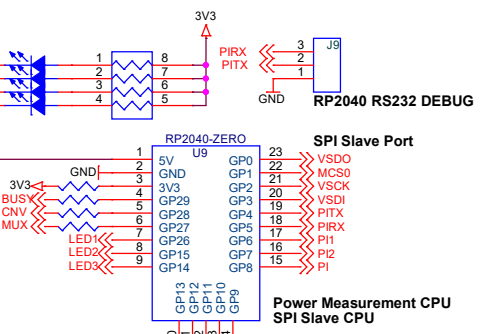 3V3
1 8
2 7
3 6
4 5
PIRX 3 J9
PITX 2
1
GND
RP2040 RS232 DEBUG
RP2040-ZERO
U9
SPI Slave Port
1 5V GP0 23 VSDO
GND 2 GND GP1 22 MCS0
3V3 3 3V3 GP2 21 VSCK
BUSY 4 GP29 GP3 20 VSDI
CNV 5 GP28 GP4 19 PITX
MUX 6 GP27 GP5 18 PIRX
LED1 7 GP26 GP6 17 PI1
LED2 8 GP15 GP7 16 PI2
LED3 9 GP14 GP8 15 PI
GP13 GP12 GP11 GP10 GP9
Power Measurement CPU
SPI Slave CPU